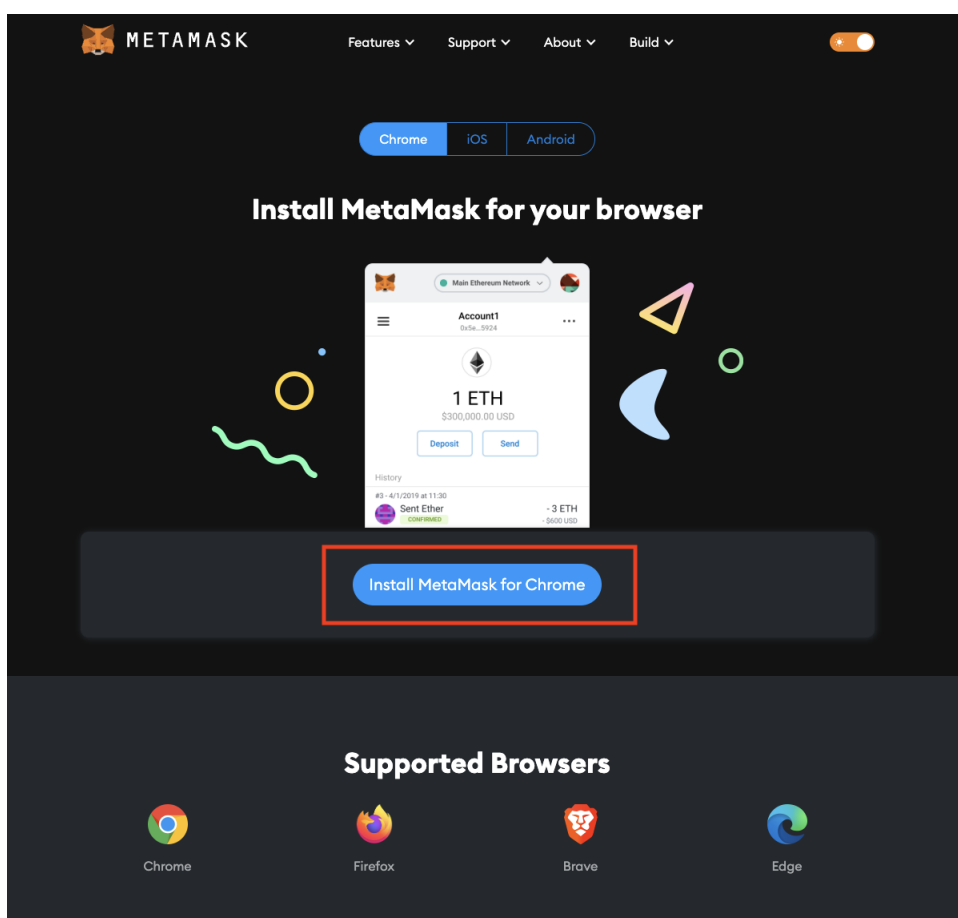 METAMASK
Features Support About Build
Chrome iOS Android
Install MetaMask for your browser
Main Ethereum Network
Account1
0x5e...5924
1 ETH
$300,000.00 USD
Deposit Send
History
#3 - 4/1/2019 at 11:30
Sent Ether - 3 ETH
CONFIRMED - $600 USD
Install MetaMask for Chrome
Supported Browsers
Chrome Firefox Brave Edge